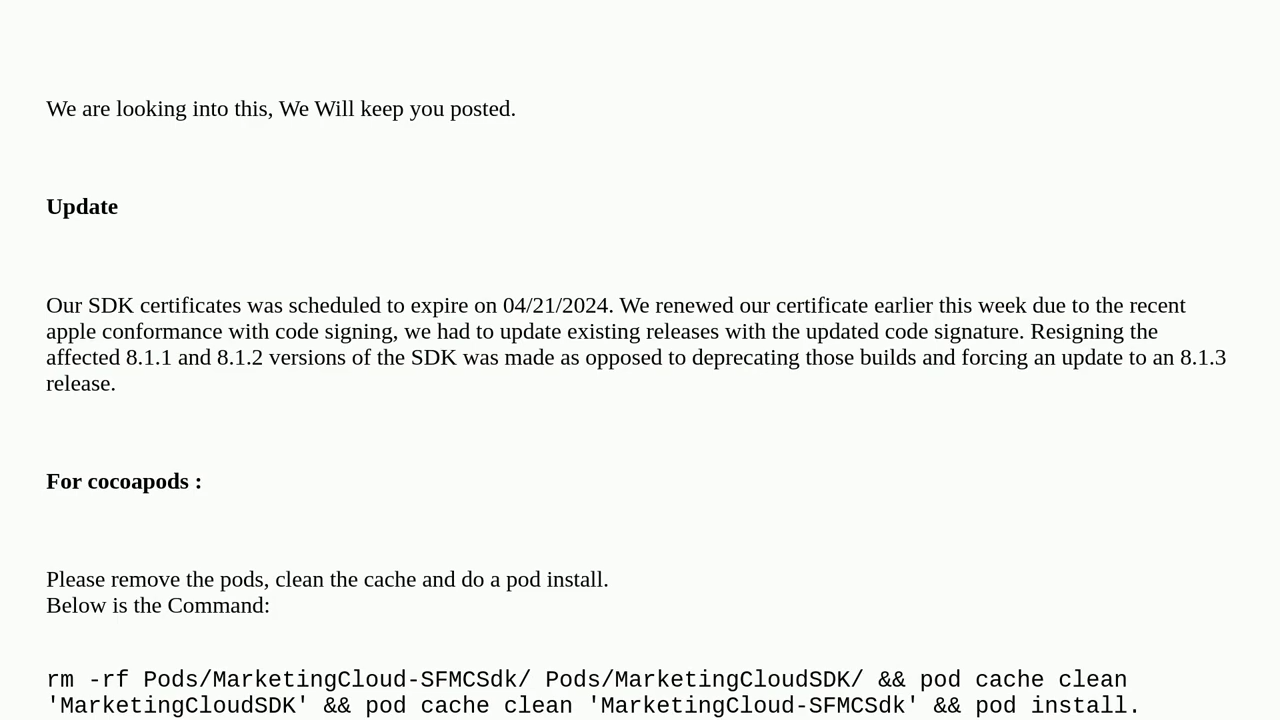 We are looking into this, We Will keep you posted.
Update
Our SDK certificates was scheduled to expire on 04/21/2024. We renewed our certificate earlier this week due to the recent
apple conformance with code signing, we had to update existing releases with the updated code signature. Resigning the
affected 8.1.1 and 8.1.2 versions of the SDK was made as opposed to deprecating those builds and forcing an update to an 8.1.3
release.
For cocoapods :
Please remove the pods, clean the cache and do a pod install.
Below is the Command:
rm -rf Pods/MarketingCloud-SFMCSdk/ Pods/MarketingCloudSDK/ && pod cache clean
'MarketingCloudSDK' && pod cache clean 'MarketingCloud-SFMCSdk' && pod install.